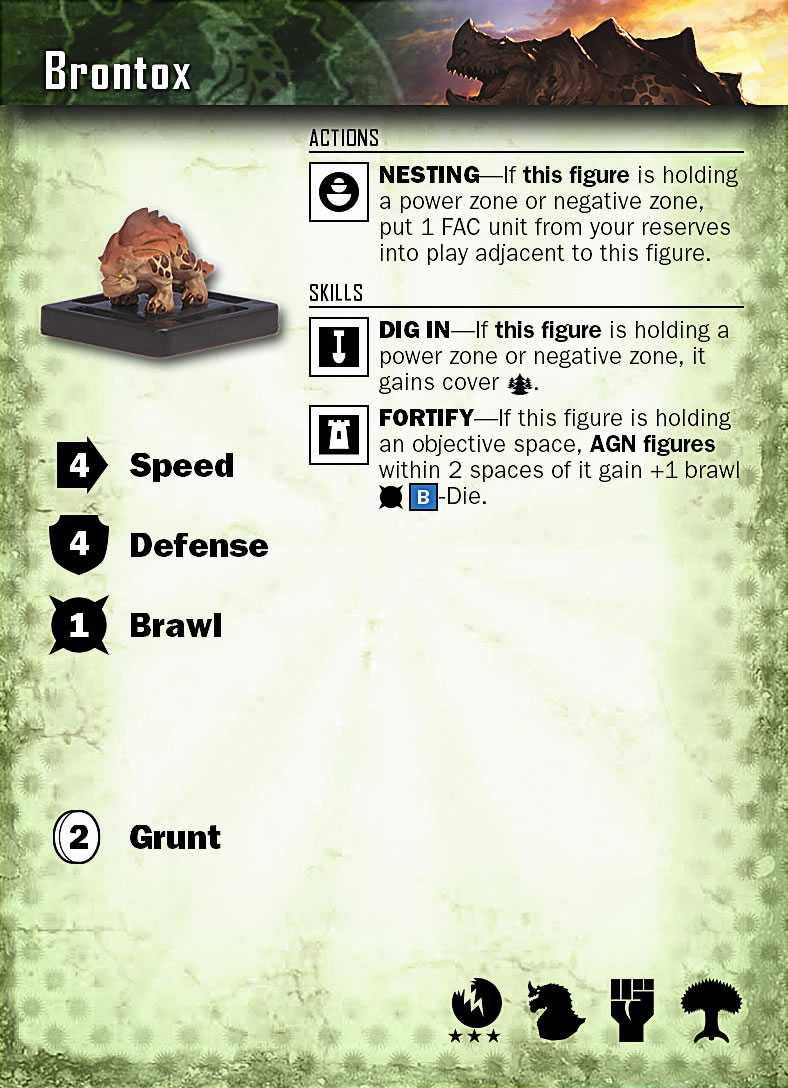 Brontox
ACTIONS
NESTING—If this figure is holding
a power zone or negative zone,
put 1 FAC unit from your reserves
into play adjacent to this figure.
SKILLS
DIG IN—If this figure is holding a
power zone or negative zone, it
gains cover .
FORTIFY—If this figure is holding
an objective space, AGN figures
within 2 spaces of it gain +1 brawl
B-Die.
4 Speed
4 Defense
1 Brawl
2 Grunt